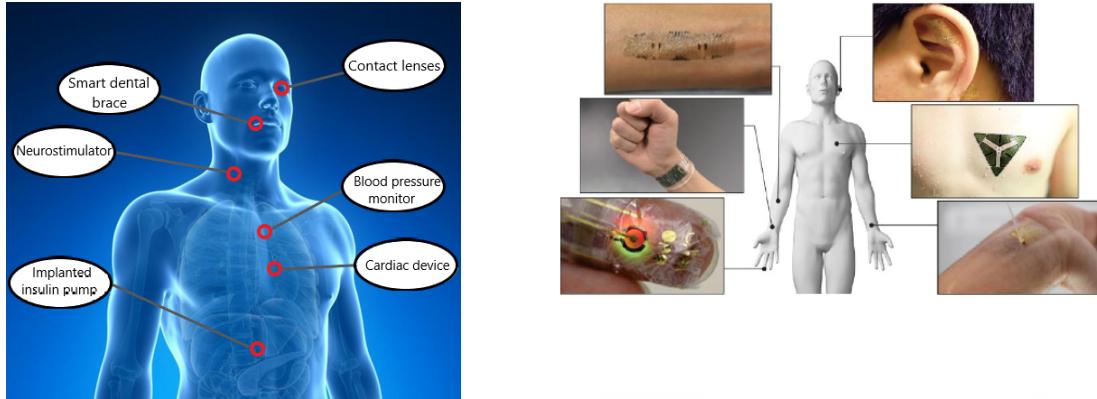 Contact lenses
Smart dental
brace
Neurostimulator
Blood pressure
monitor
Cardiac device
Implanted
insulin pump